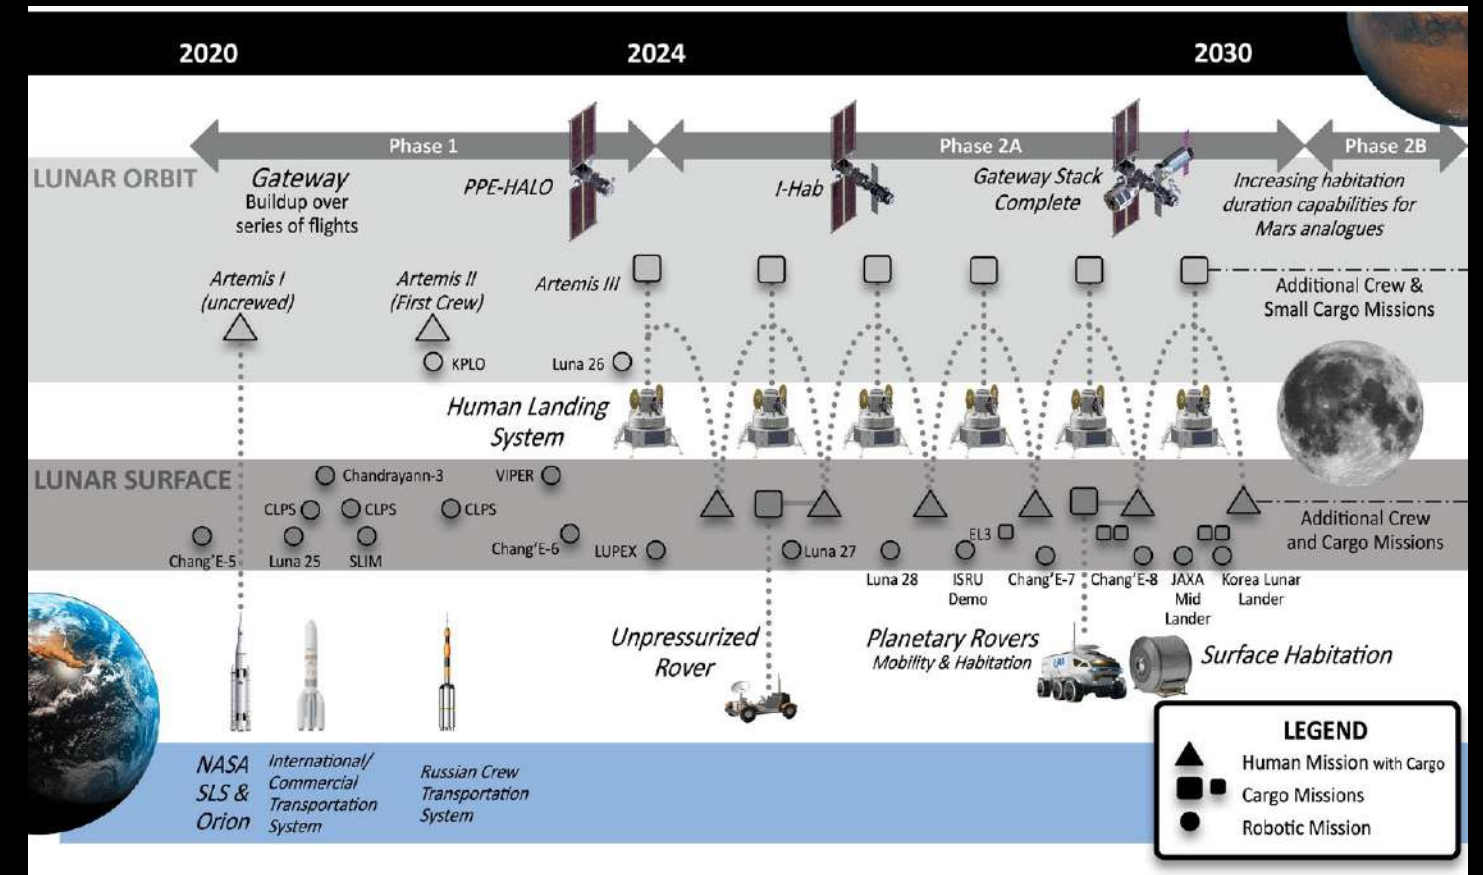 2020
2024
2030
Phase 1
Phase 2A
Phase 2B
LUNAR ORBIT
Gateway
Buildup over
series of flights
PPE-HALO
I-Hab
Gateway Stack
Complete
Increasing habitation
duration capabilities for
Mars analogues
Artemis I
(uncrewed)
Artemis II
(First Crew)
Artemis III
Additional Crew &
Small Cargo Missions
KPLO
Luna 26
Human Landing
System
LUNAR SURFACE
Chandrayann-3
VIPER
CLPS
CLPS
CLPS
Chang'E-5
Luna 25
SLIM
Chang'E-6
LUPEX
Luna 27
Luna 28
EL3
ISRU
Demo
Chang'E-7
Chang'E-8
JAXA
Mid
Lander
Korea Lunar
Lander
Additional Crew
and Cargo Missions
Unpressurized
Rover
Planetary Rovers
Mobility & Habitation
Surface Habitation
NASA
SLS &
Orion
International/
Commercial
Transportation
System
Russian Crew
Transportation
System
LEGEND
Human Mission with Cargo
Cargo Missions
Robotic Mission